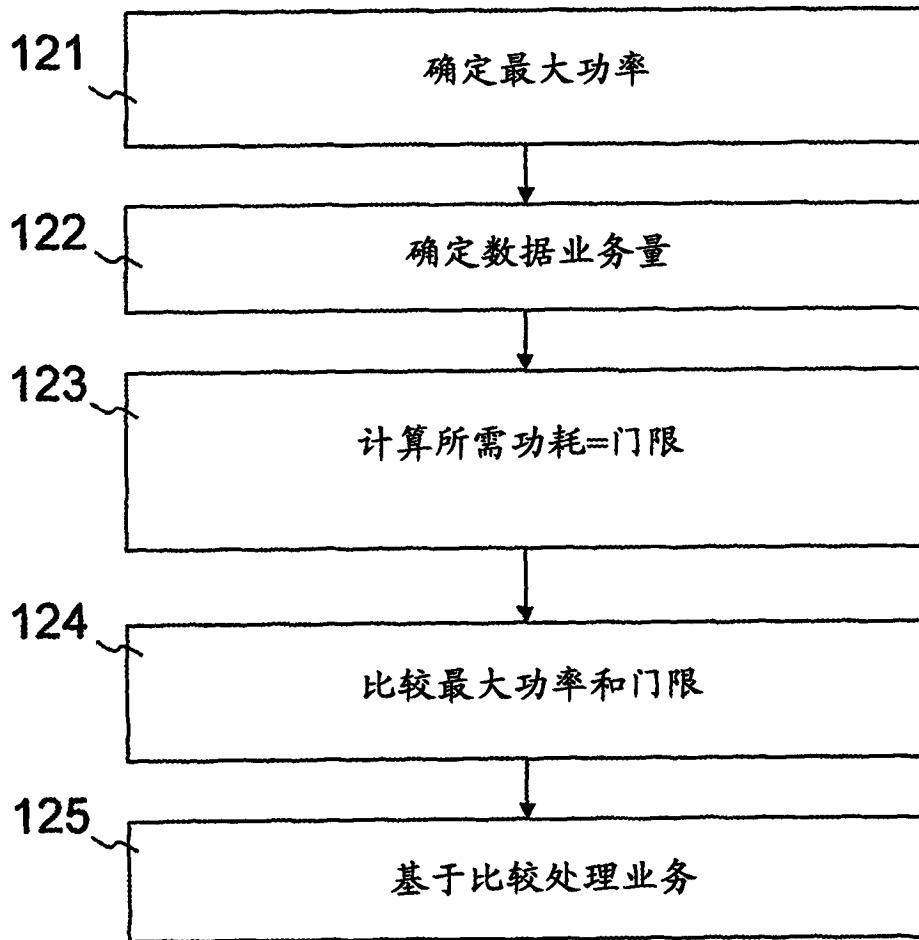 121
确定最大功率
122
确定数据业务量
123
计算所需功耗=门限
124
比较最大功率和门限
125
基于比较处理业务